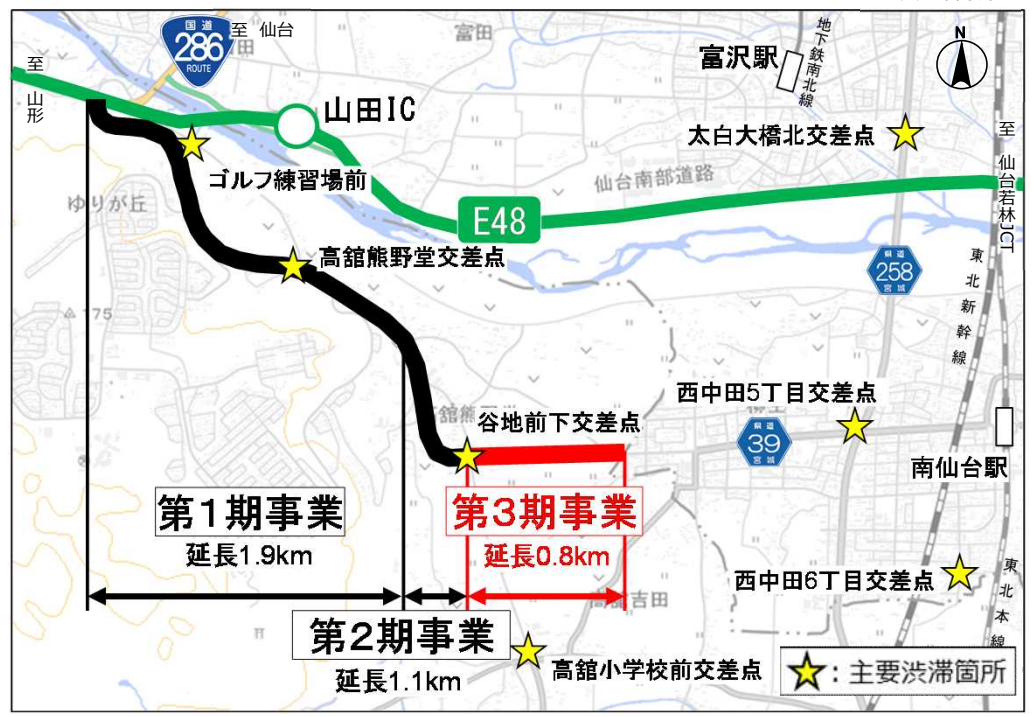 国道
286
ROUTE
至 仙台
富田
地下鉄南北線
富沢駅
N
至 山形
山田IC
太白大橋北交差点
至 仙台若林JCT
ゴルフ練習場前
仙台南部道路
ゆりが丘
E48
高舘熊野堂交差点
県道
258
宮城
東北新幹線
175
西中田5丁目交差点
谷地前下交差点
県道
39
宮城
南仙台駅
第1期事業
延長1.9km
第3期事業
延長0.8km
西中田6丁目交差点
東北本線
第2期事業
延長1.1km
高舘小学校前交差点
：主要渋滞箇所